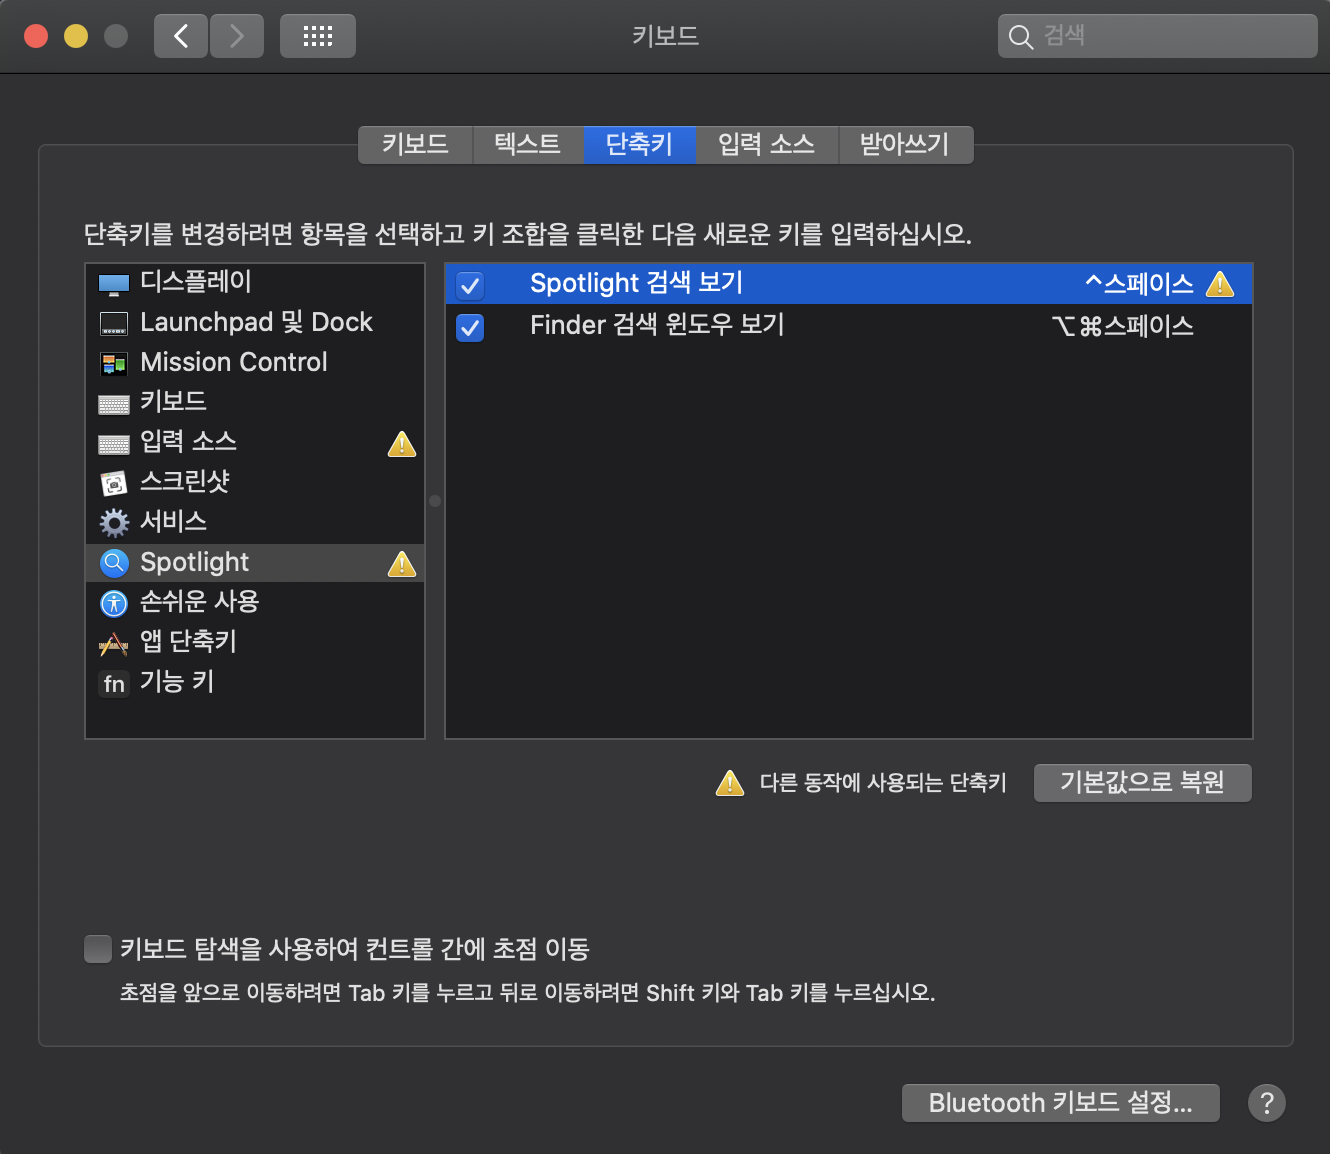 키보드
검색
키보드
텍스트
단축키
입력 소스
받아쓰기
단축키를 변경하려면 항목을 선택하고 키 조합을 클릭한 다음 새로운 키를 입력하십시오.
디스플레이
Launchpad 및 Dock
Mission Control
키보드
입력 소스
스크린샷
서비스
Spotlight
손쉬운 사용
앱 단축키
fn 기능 키
Spotlight 검색 보기 ^스페이스
Finder 검색 윈도우 보기 ⌥⌘스페이스
다른 동작에 사용되는 단축키
기본값으로 복원
키보드 탐색을 사용하여 컨트롤 간에 초점 이동
초점을 앞으로 이동하려면 Tab 키를 누르고 뒤로 이동하려면 Shift 키와 Tab 키를 누르십시오.
Bluetooth 키보드 설정...
?